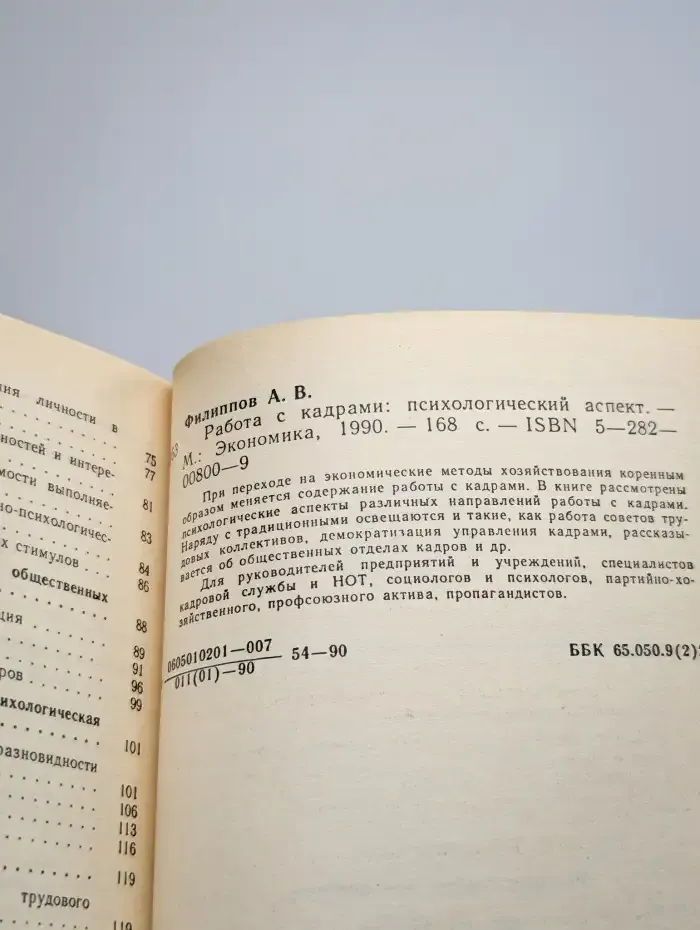 ия личности в
75
ностей и интере-
77
мости выполняе-
81
но-психологичес-
83
х стимулов . . . 84
общественных
86
ция
88
89
91
ров
96
99
ихологическая
101
разновидности
101
106
113
116
119
трудового
119
Филиппов А. В.
63 Работа с кадрами: психологический аспект. —
М.: Экономика, 1990. — 168 с. — ISBN 5—282—
00800—9
При переходе на экономические методы хозяйствования коренным
образом меняется содержание работы с кадрами. В книге рассмотрены
психологические аспекты различных направлений работы с кадрами.
Наряду с традиционными освещаются и такие, как работа советов тру-
довых коллективов, демократизация управления кадрами, рассказы-
вается об общественных отделах кадров и др.
Для руководителей предприятий и учреждений, специалистов
кадровой службы и НОТ, социологов и психологов, партийно-хо-
зяйственного, профсоюзного актива, пропагандистов.
0605010201—007
54—90
011(01)—90
ББК 65.050.9(2)